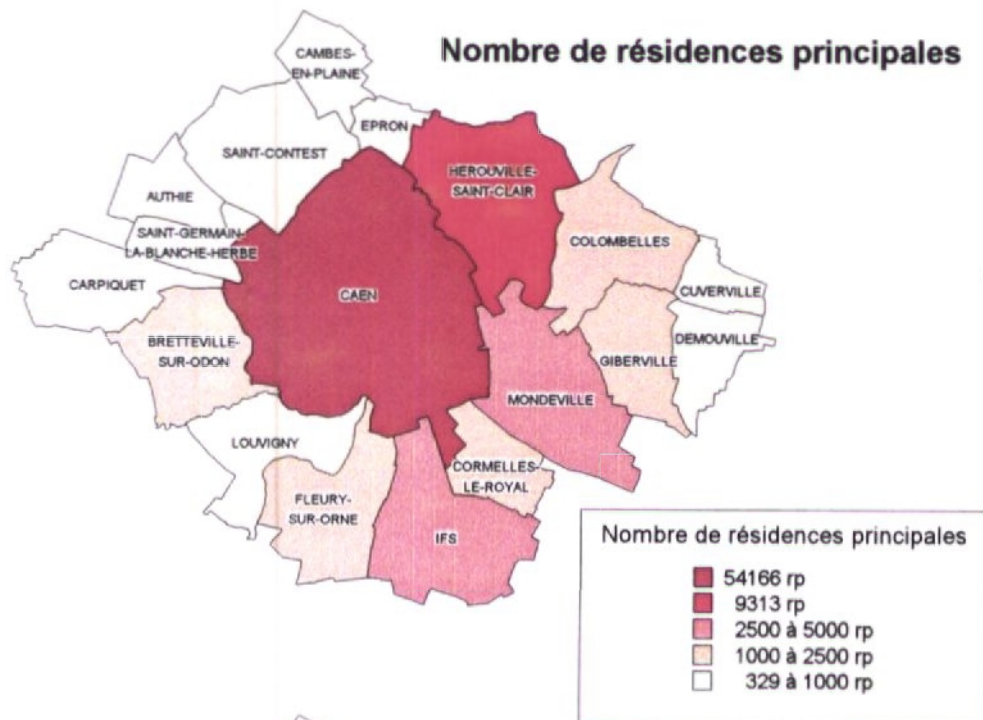 Nombre de résidences principales
CAMBES-
EN-PLAINE
EPRON
SAINT-CONTEST
HEROUVILLE-
SAINT-CLAIR
AUTHIE
SAINT-GERMAIN-
LA-BLANCHE-HERBE
COLOMBELLES
CARPIQUET
CAEN
CUVERVILLE
DEMOUVILLE
BRETTEVILLE-
SUR-ODON
GIBERVILLE
MONDEVILLE
LOUVIGNY
CORMELLES-
LE-ROYAL
FLEURY-
SUR-ORNE
IFS
Nombre de résidences principales
54166 rp
9313 rp
2500 à 5000 rp
1000 à 2500 rp
329 à 1000 rp